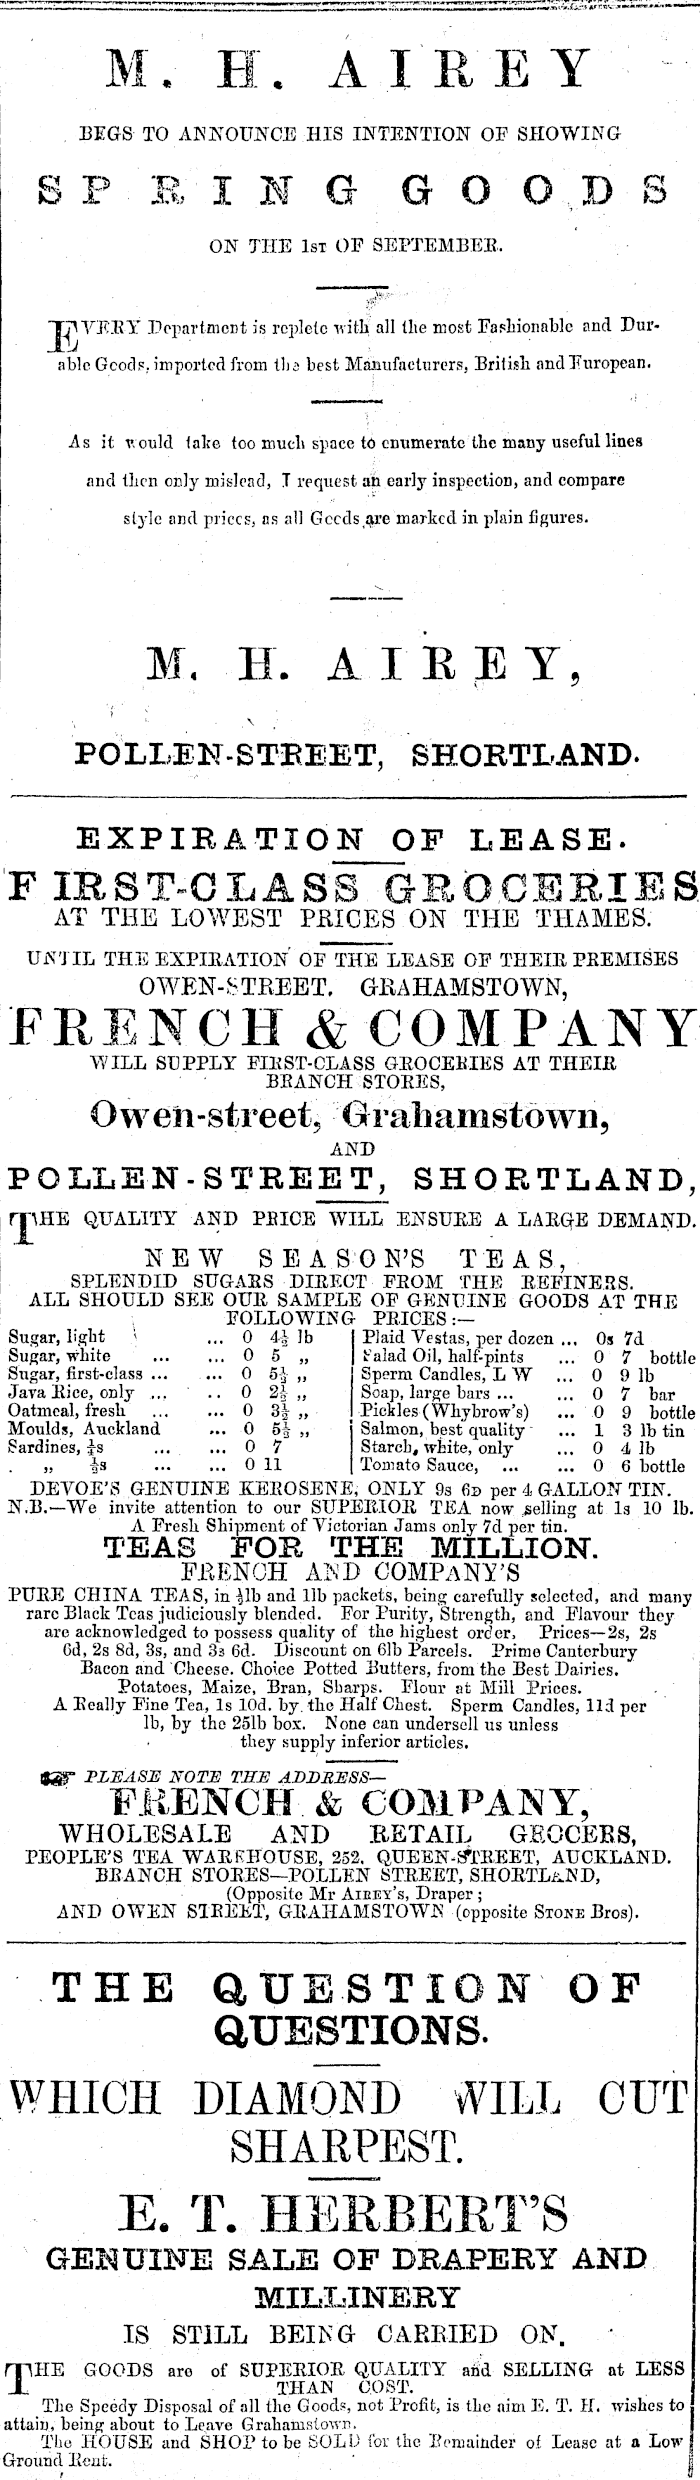 M. H. AIREY
BEGS TO ANNOUNCE HIS INTENTION OF SHOWING
SPRING GOODS
ON THE 1ST OF SEPTEMBER.
EVERY Department is replete with all the most Fashionable and Dur-
able Goods, imported from the best Manufacturers, British and European.
As it would take too much space to enumerate the many useful lines
and then only mislead, I request an early inspection, and compare
style and prices, as all Goods are marked in plain figures.
M. H. AIREY,
POLLEN-STREET, SHORTLAND.
EXPIRATION OF LEASE.
FIRST-CLASS GROCERIES
AT THE LOWEST PRICES ON THE THAMES.
UNTIL THE EXPIRATION OF THE LEASE OF THEIR PREMISES
OWEN-STREET, GRAHAMSTOWN,
FRENCH & COMPANY
WILL SUPPLY FIRST-CLASS GROCERIES AT THEIR
BRANCH STORES,
Owen-street, Grahamstown,
AND
POLLEN-STREET, SHORTLAND,
THE QUALITY AND PRICE WILL ENSURE A LARGE DEMAND.
NEW SEASON'S TEAS,
SPLENDID SUGARS DIRECT FROM THE REFINERS.
ALL SHOULD SEE OUR SAMPLE OF GENUINE GOODS AT THE
FOLLOWING PRICES:—
Sugar, light ... 0 4½ lb
Sugar, white ... ... 0 5 „
Sugar, first-class ... ... 0 5½ „
Java Rice, only ... ... 0 2½ „
Oatmeal, fresh ... ... 0 3½ „
Moulds, Auckland ... 0 5½ „
Sardines, ¼s ... ... 0 7
„ ½s ... ... 0 11
Plaid Vestas, per dozen ... 0s 7d
Salad Oil, half-pints ... 0 7 bottle
Sperm Candles, L W ... 0 9 lb
Soap, large bars ... ... 0 7 bar
Pickles (Whybrow's) ... 0 9 bottle
Salmon, best quality ... 1 3 lb tin
Starch, white, only ... 0 4 lb
Tomato Sauce, ... ... 0 6 bottle
DEVOE'S GENUINE KEROSENE, ONLY 9s 6D per 4 GALLON TIN.
N.B.—We invite attention to our SUPERIOR TEA now selling at 1s 10 lb.
A Fresh Shipment of Victorian Jams only 7d per tin.
TEAS FOR THE MILLION.
FRENCH AND COMPANY'S
PURE CHINA TEAS, in ½lb and 1lb packets, being carefully selected, and many
rare Black Teas judiciously blended. For Purity, Strength, and Flavour they
are acknowledged to possess quality of the highest order, Prices—2s, 2s
6d, 2s 8d, 3s, and 3s 6d. Discount on 6lb Parcels. Prime Canterbury
Bacon and Cheese. Choice Potted Butters, from the Best Dairies.
Potatoes, Maize, Bran, Sharps. Flour at Mill Prices.
A Really Fine Tea, 1s 10d. by the Half Chest. Sperm Candles, 11d per
lb, by the 25lb box. None can undersell us unless
they supply inferior articles.
☞ PLEASE NOTE THE ADDRESS—
FRENCH & COMPANY,
WHOLESALE AND RETAIL GROCERS,
PEOPLE'S TEA WAREHOUSE, 252, QUEEN-STREET, AUCKLAND.
BRANCH STORES—POLLEN STREET, SHORTLAND,
(Opposite Mr AIREY's, Draper;
AND OWEN STREET, GRAHAMSTOWN (opposite STONE Bros).
THE QUESTION OF
QUESTIONS.
WHICH DIAMOND WILL CUT
SHARPEST.
E. T. HERBERT'S
GENUINE SALE OF DRAPERY AND
MILLINERY
IS STILL BEING CARRIED ON.
THE GOODS are of SUPERIOR QUALITY and SELLING at LESS
THAN COST.
The Speedy Disposal of all the Goods, not Profit, is the aim E. T. H. wishes to
attain, being about to Leave Grahamstown.
The HOUSE and SHOP to be SOLD for the Remainder of Lease at a Low
Ground Rent.